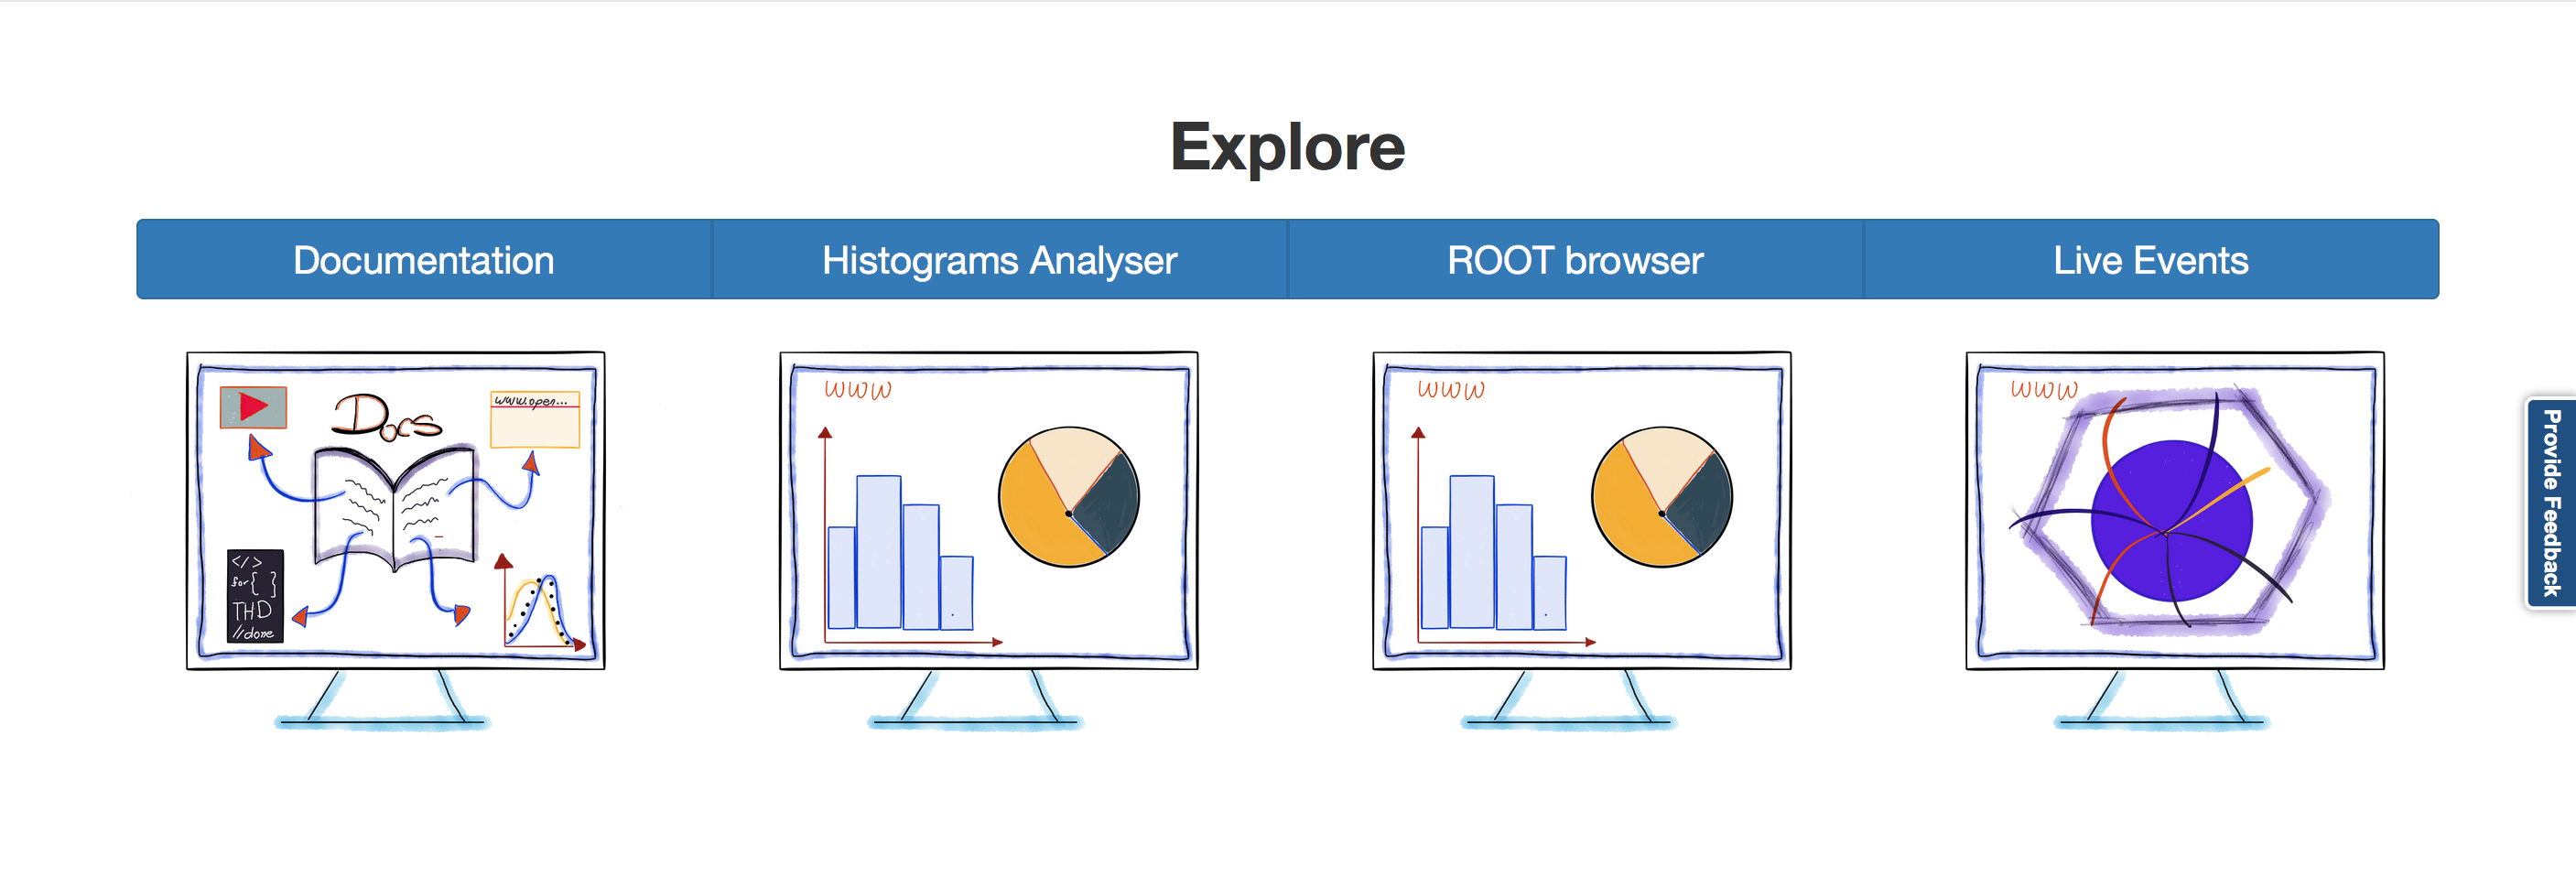 Explore
Documentation
Histograms Analyser
ROOT browser
Live Events
Docs
www.open...
</>
for{ }
THD
//done
WWW
WWW
WWW
Provide Feedback